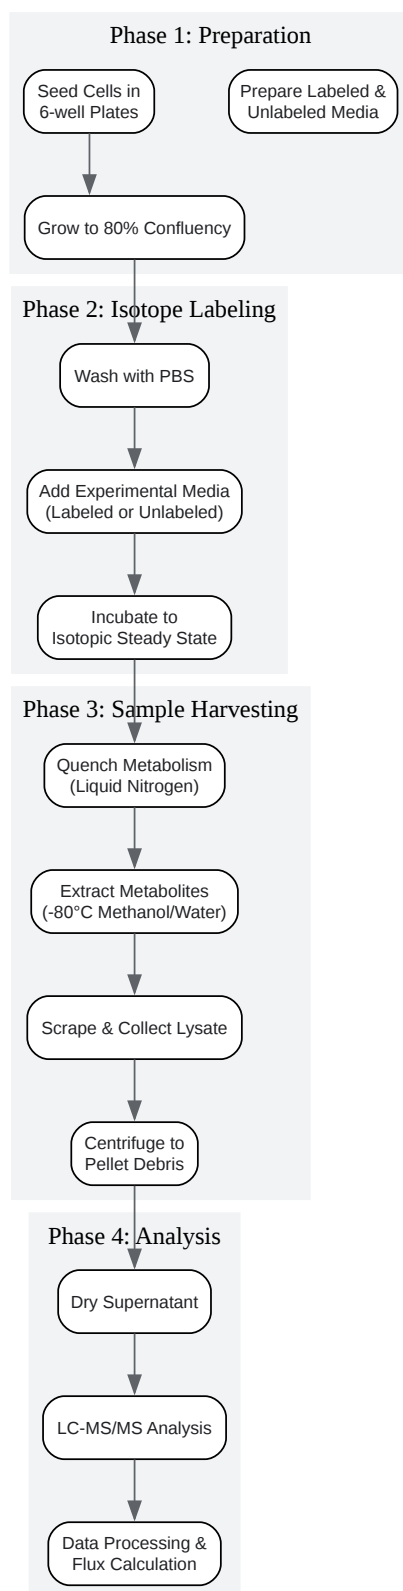 Phase 1: Preparation
Seed Cells in
6-well Plates
Prepare Labeled &
Unlabeled Media
Grow to 80% Confluency
Phase 2: Isotope Labeling
Wash with PBS
Add Experimental Media
(Labeled or Unlabeled)
Incubate to
Isotopic Steady State
Phase 3: Sample Harvesting
Quench Metabolism
(Liquid Nitrogen)
Extract Metabolites
(-80°C Methanol/Water)
Scrape & Collect Lysate
Centrifuge to
Pellet Debris
Phase 4: Analysis
Dry Supernatant
LC-MS/MS Analysis
Data Processing &
Flux Calculation